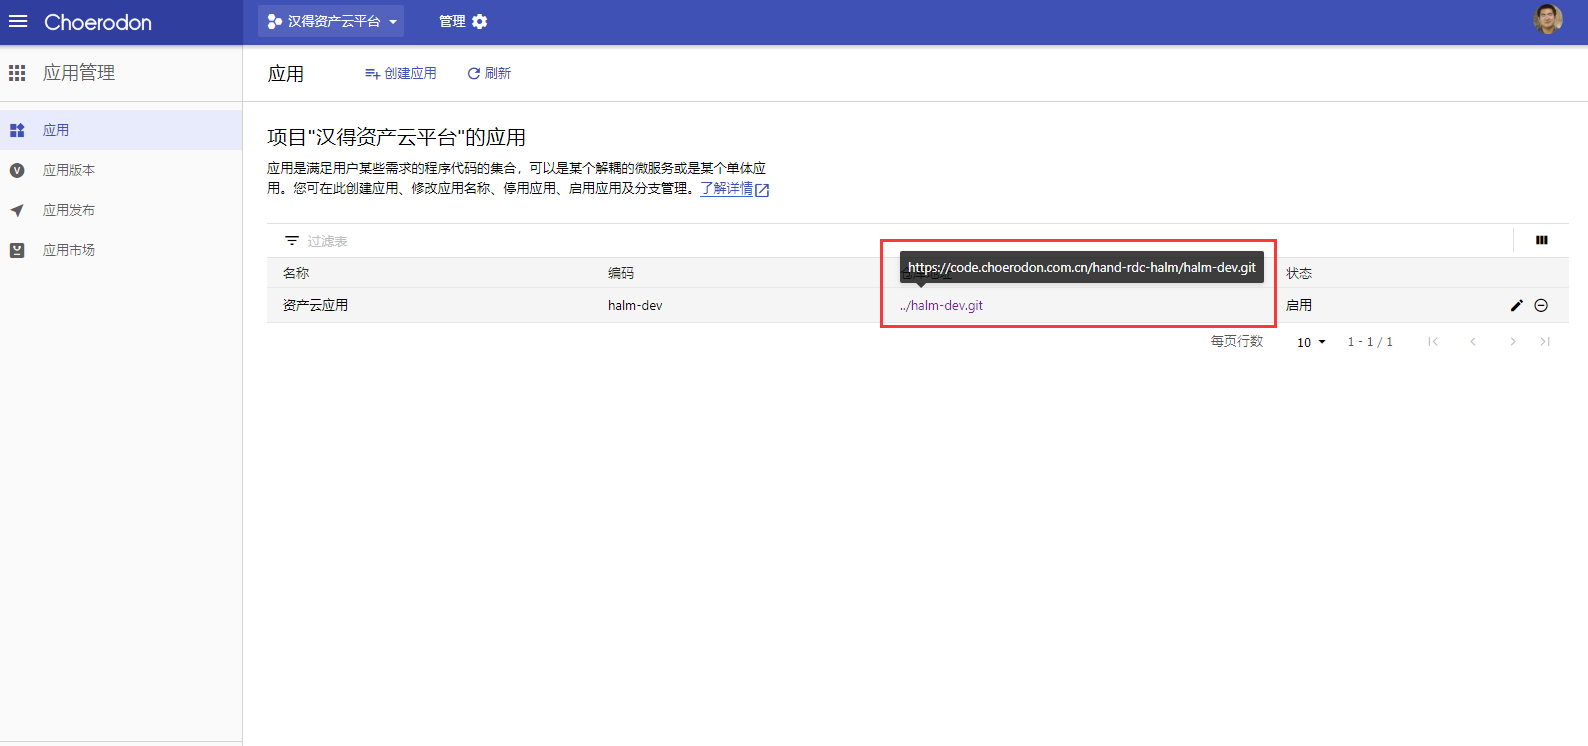 Choerodon
汉得资产云平台
管理
应用管理
应用
创建应用
刷新
应用
应用版本
应用发布
应用市场
项目"汉得资产云平台"的应用
应用是满足用户某些需求的程序代码的集合，可以是某个解耦的微服务或是某个单体应
用。您可在此创建应用、修改应用名称、停用应用、启用应用及分支管理。了解详情
过滤表
https://code.choerodon.com.cn/hand-rdc-halm/halm-dev.git
名称
编码
状态
资产云应用
halm-dev
../halm-dev.git
启用
每页行数
10
1 - 1 / 1